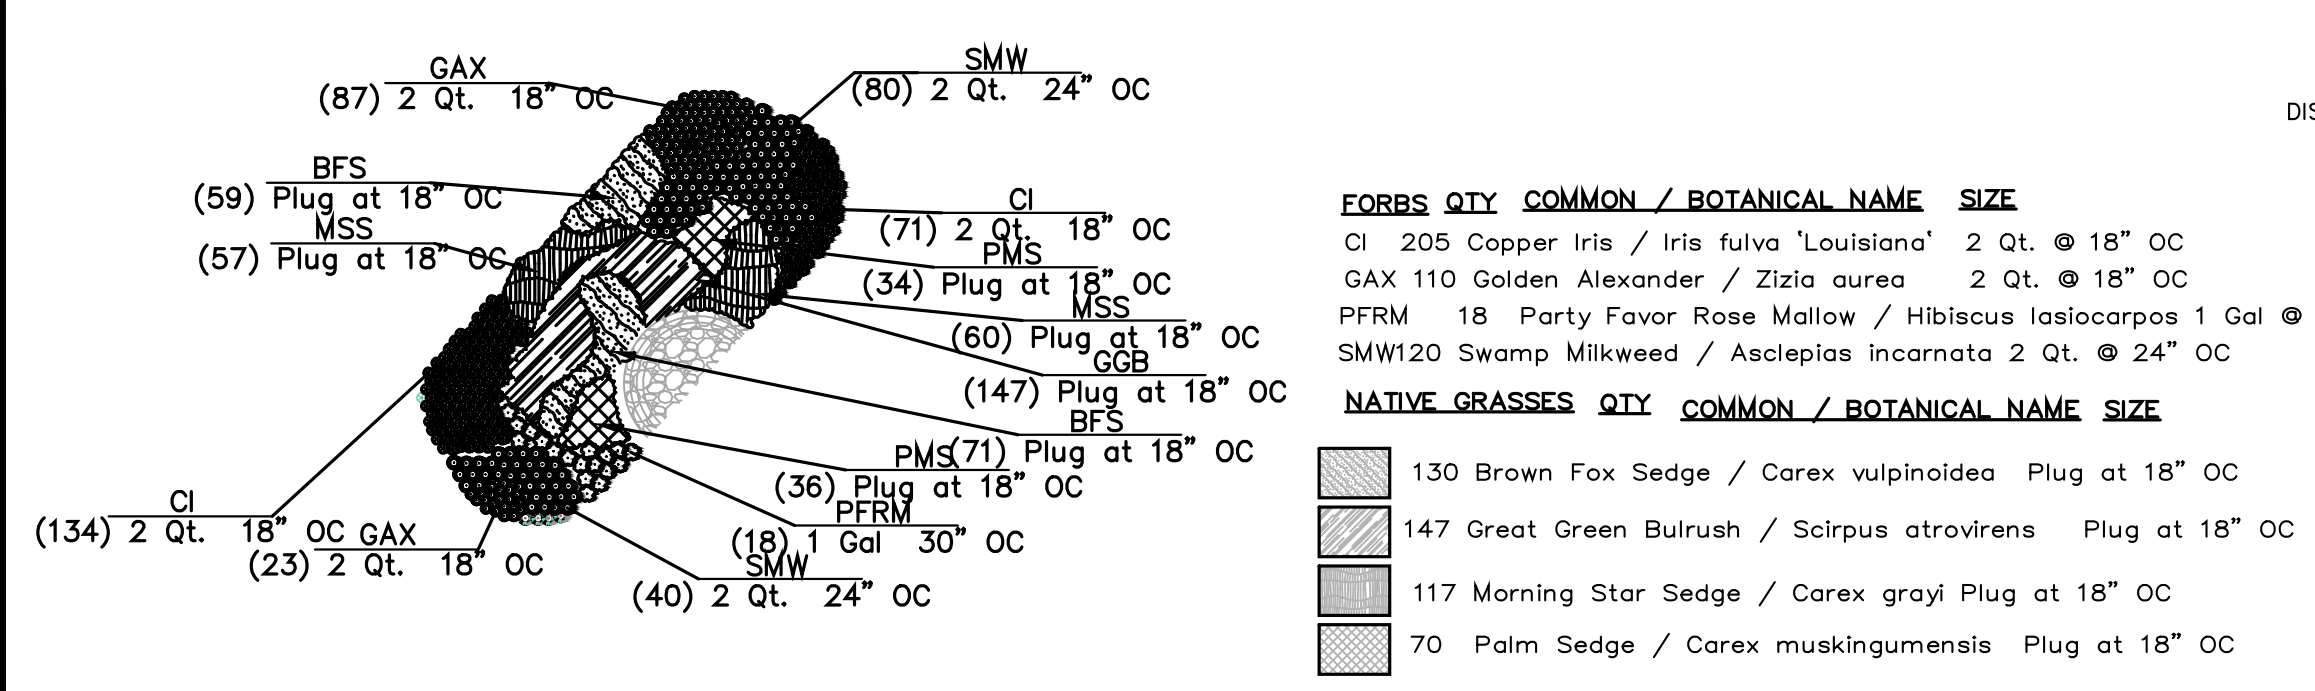 GAX
(87) 2 Qt. 18" OC
SMW
(80) 2 Qt. 24" OC
BFS
(59) Plug at 18" OC
MSS
(57) Plug at 18" OC
CI
(71) 2 Qt. 18" OC
PMS
(34) Plug at 18" OC
MSS
(60) Plug at 18" OC
GGB
(147) Plug at 18" OC
BFS
(71) Plug at 18" OC
PMS
(36) Plug at 18" OC
PFRM
(18) 1 Gal 30" OC
SMW
(40) 2 Qt. 24" OC
CI
(134) 2 Qt. 18" OC
GAX
(23) 2 Qt. 18" OC
DIS
FORBS QTY COMMON / BOTANICAL NAME SIZE
CI 205 Copper Iris / Iris fulva 'Louisiana' 2 Qt. @ 18" OC
GAX 110 Golden Alexander / Zizia aurea 2 Qt. @ 18" OC
PFRM 18 Party Favor Rose Mallow / Hibiscus lasiocarpos 1 Gal @
SMW120 Swamp Milkweed / Asclepias incarnata 2 Qt. @ 24" OC
NATIVE GRASSES QTY COMMON / BOTANICAL NAME SIZE
130 Brown Fox Sedge / Carex vulpinoidea Plug at 18" OC
147 Great Green Bulrush / Scirpus atrovirens Plug at 18" OC
117 Morning Star Sedge / Carex grayi Plug at 18" OC
70 Palm Sedge / Carex muskingumensis Plug at 18" OC